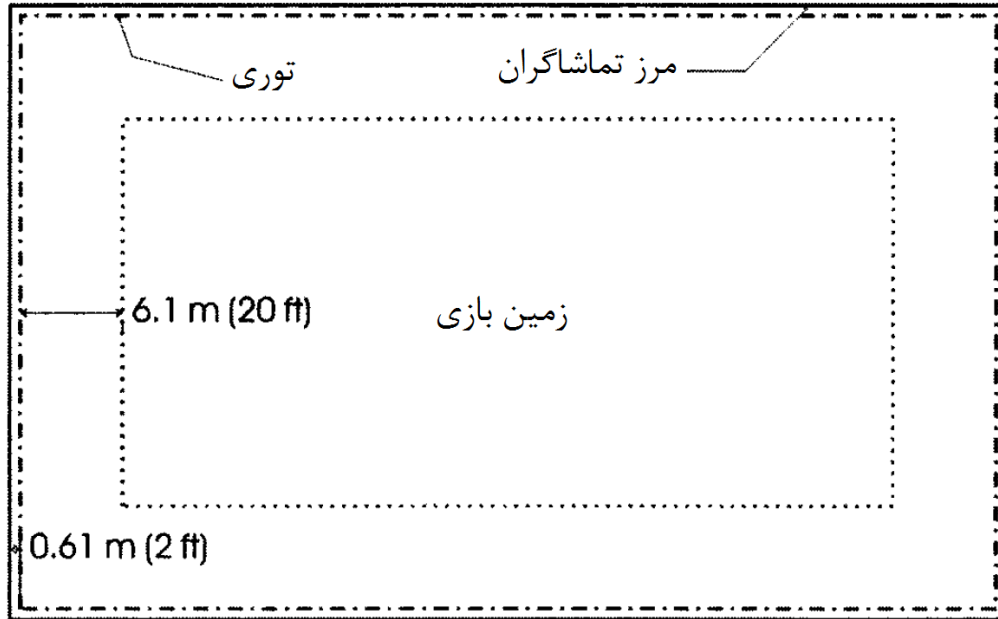 مرز تماشاگران
توری
6.1 m (20 ft)
زمین بازی
0.61 m (2 ft)